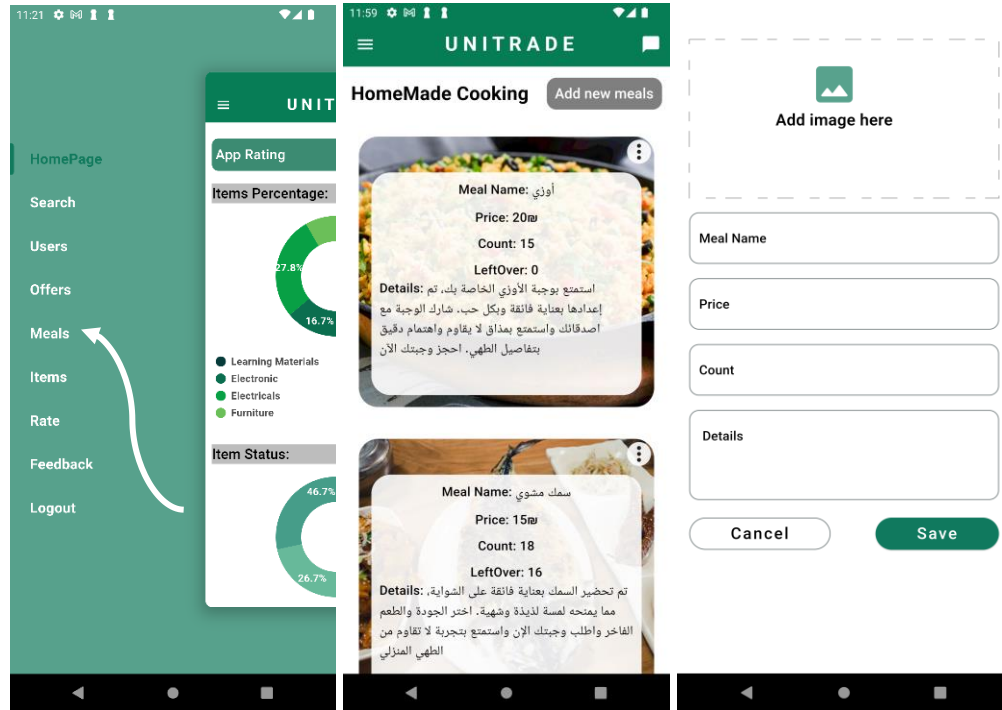 11:21
HomePage
Search
Users
Offers
Meals
Items
Rate
Feedback
Logout
UNIT
App Rating
Items Percentage:
27.8%
16.7%
Learning Materials
Electronic
Electricals
Furniture
Item Status:
46.7%
26.7%
11:59
UNITRADE
HomeMade Cooking
Add new meals
Meal Name: أوزي
Price: 20₪
Count: 15
LeftOver: 0
Details: استمتع بوجبة الأوزي الخاصة بك، تم
إعدادها بعناية فائقة وبكل حب. شارك الوجبة مع
اصدقائك واستمتع بمذاق لا يقاوم واهتمام دقيق
بتفاصيل الطهي. احجز وجبتك الآن
Meal Name: سمك مشوي
Price: 15₪
Count: 18
LeftOver: 16
Details: تم تحضير السمك بعناية فائقة على الشواية،
مما يمنحه لمسة لذيذة وشهية. اختر الجودة والطعم
الفاخر واطلب وجبتك الإن واستمتع بتجربة لا تقاوم من
الطهي المنزلي
Add image here
Meal Name
Price
Count
Details
Cancel
Save